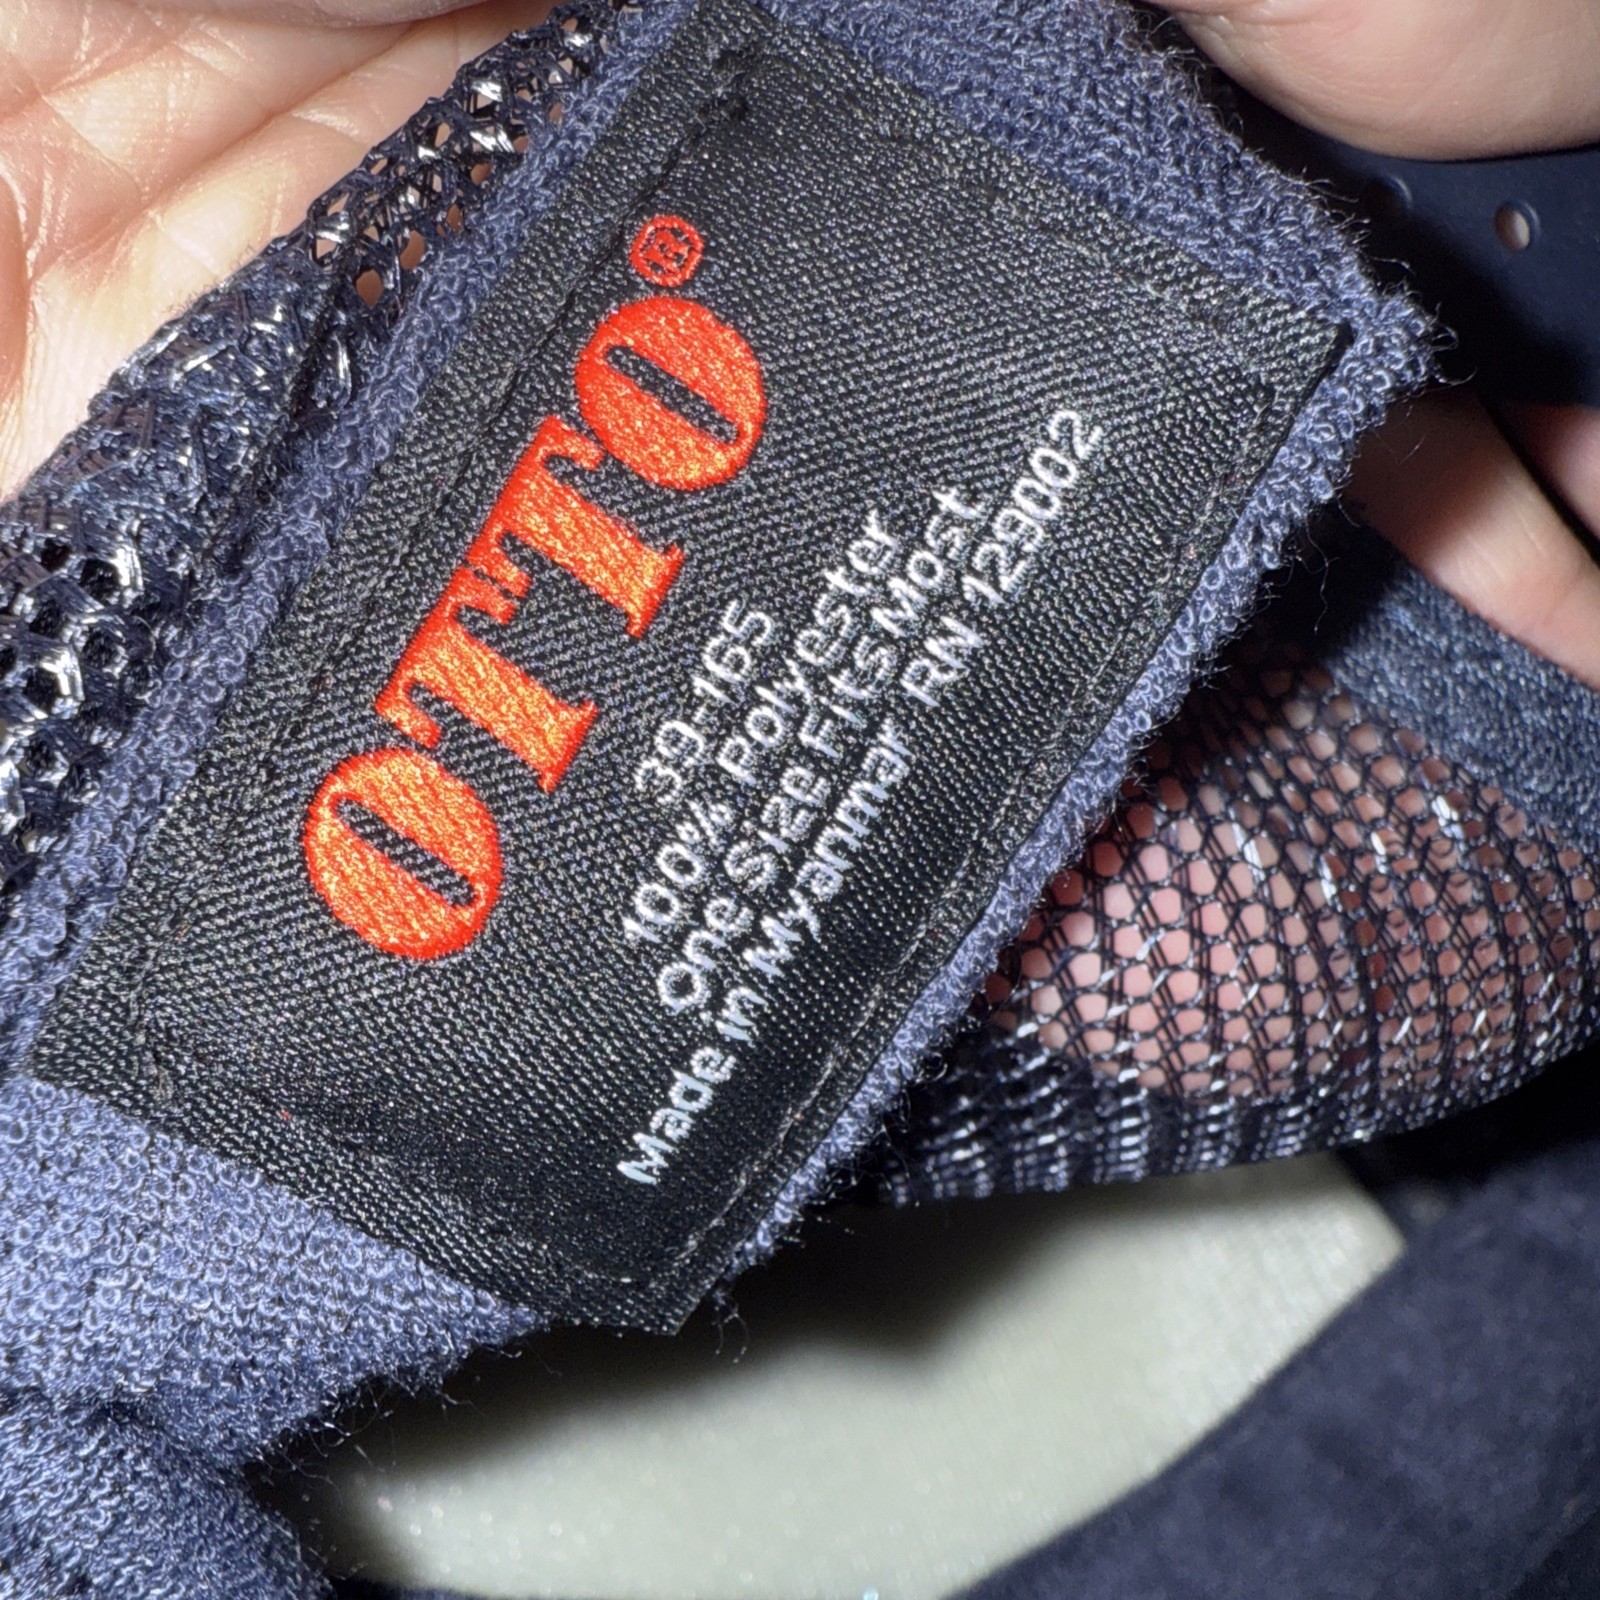 OTTO®
39-165
100% Polyester
One Size Fits Most
Made in Myanmar RN 129002